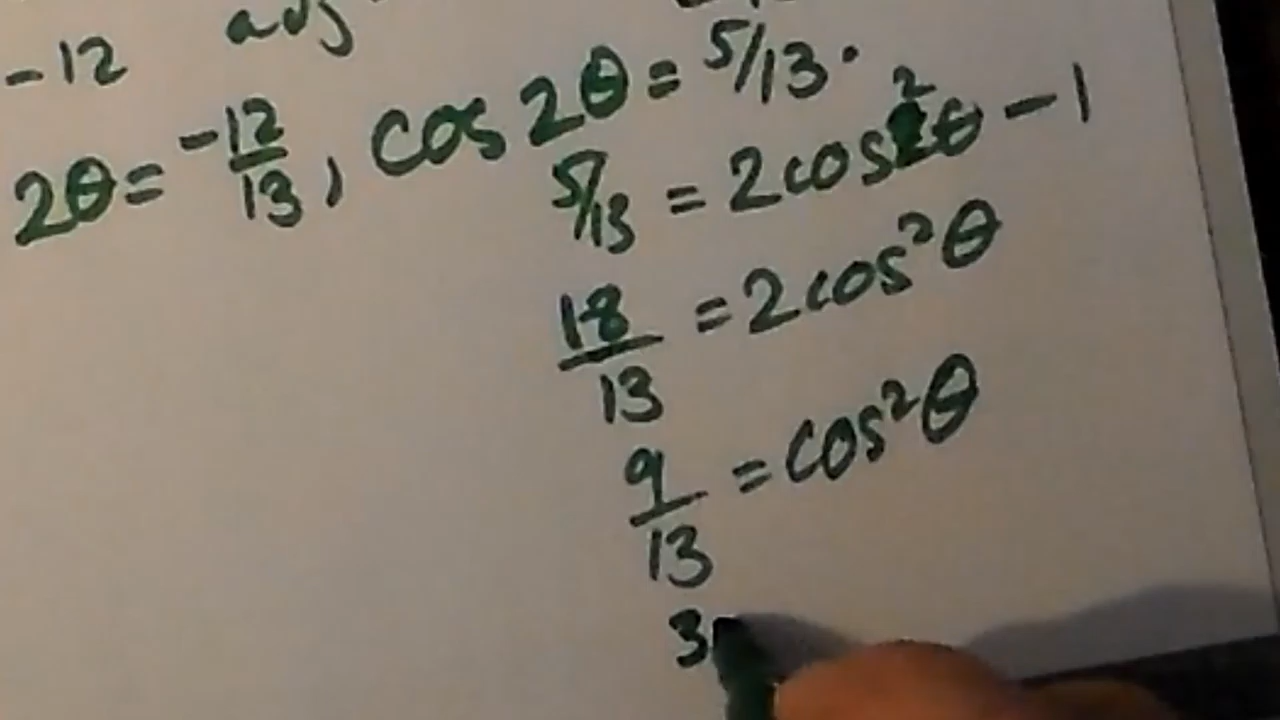 -12 adj
2θ = -12/13, cos 2θ = 5/13.
5/13 = 2cos²θ - 1
18/13 = 2cos²θ
9/13 = cos²θ
3